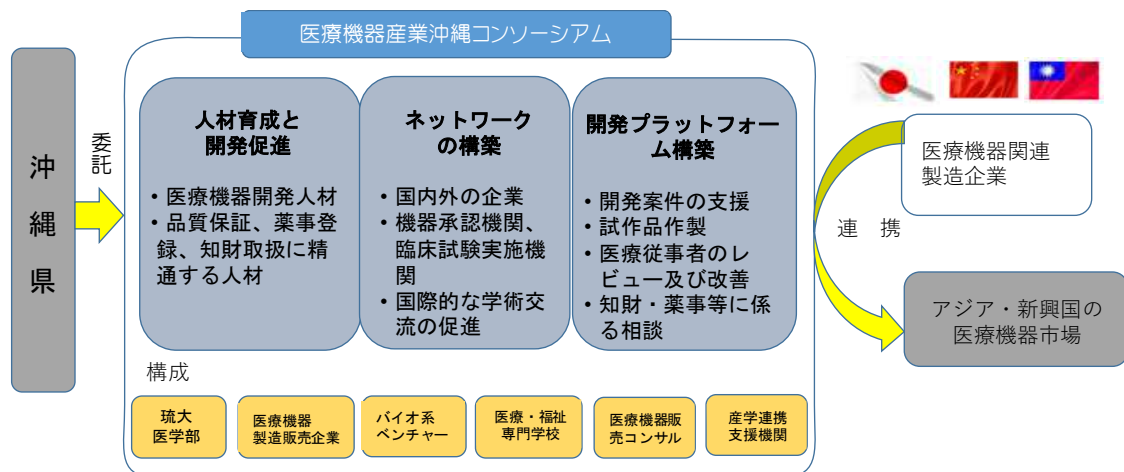 医療機器産業沖縄コンソーシアム
沖縄県
委託
人材育成と
開発促進
・医療機器開発人材
・品質保証、薬事登
録、知財取扱に精
通する人材
ネットワーク
の構築
・国内外の企業
・機器承認機関、
臨床試験実施機
関
・国際的な学術交
流の促進
開発プラットフォー
ム構築
・開発案件の支援
・試作品作製
・医療従事者のレ
ビュー及び改善
・知財・薬事等に係
る相談
医療機器関連
製造企業
連　携
アジア・新興国の
医療機器市場
構成
琉大
医学部
医療機器
製造販売企業
バイオ系
ベンチャー
医療・福祉
専門学校
医療機器販
売コンサル
産学連携
支援機関